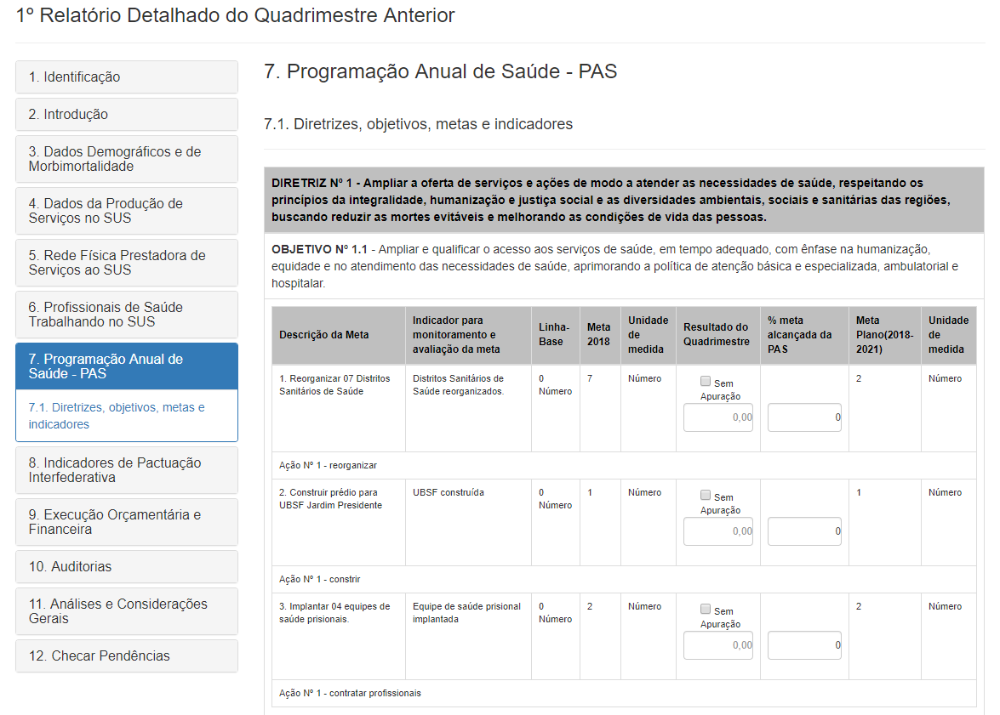 1º Relatório Detalhado do Quadrimestre Anterior
1. Identificação
2. Introdução
3. Dados Demográficos e de
Morbimortalidade
4. Dados da Produção de
Serviços no SUS
5. Rede Física Prestadora de
Serviços ao SUS
6. Profissionais de Saúde
Trabalhando no SUS
7. Programação Anual de
Saúde - PAS
7.1. Diretrizes, objetivos, metas e
indicadores
8. Indicadores de Pactuação
Interfederativa
9. Execução Orçamentária e
Financeira
10. Auditorias
11. Análises e Considerações
Gerais
12. Checar Pendências
7. Programação Anual de Saúde - PAS
7.1. Diretrizes, objetivos, metas e indicadores
DIRETRIZ Nº 1 - Ampliar a oferta de serviços e ações de modo a atender as necessidades de saúde, respeitando os
princípios da integralidade, humanização e justiça social e as diversidades ambientais, sociais e sanitárias das regiões,
buscando reduzir as mortes evitáveis e melhorando as condições de vida das pessoas.
OBJETIVO Nº 1.1 - Ampliar e qualificar o acesso aos serviços de saúde, em tempo adequado, com ênfase na humanização,
equidade e no atendimento das necessidades de saúde, aprimorando a política de atenção básica e especializada, ambulatorial e
hospitalar.
Descrição da Meta
Indicador para
monitoramento e
avaliação da meta
Linha-
Base
Meta
2018
Unidade
de
medida
Resultado do
Quadrimestre
% meta
alcançada da
PAS
Meta
Plano(2018-
2021)
Unidade
de
medida
1. Reorganizar 07 Distritos
Sanitários de Saúde
Distritos Sanitários de
Saúde reorganizados.
0
Número
7
Número
Sem
Apuração
0,00
0
2
Número
Ação Nº 1 - reorganizar
2. Construir prédio para
UBSF Jardim Presidente
UBSF construída
0
Número
1
Número
Sem
Apuração
0,00
0
1
Número
Ação Nº 1 - constrir
3. Implantar 04 equipes de
saúde prisionais.
Equipe de saúde prisional
implantada
0
Número
2
Número
Sem
Apuração
0,00
0
2
Número
Ação Nº 1 - contratar profissionais